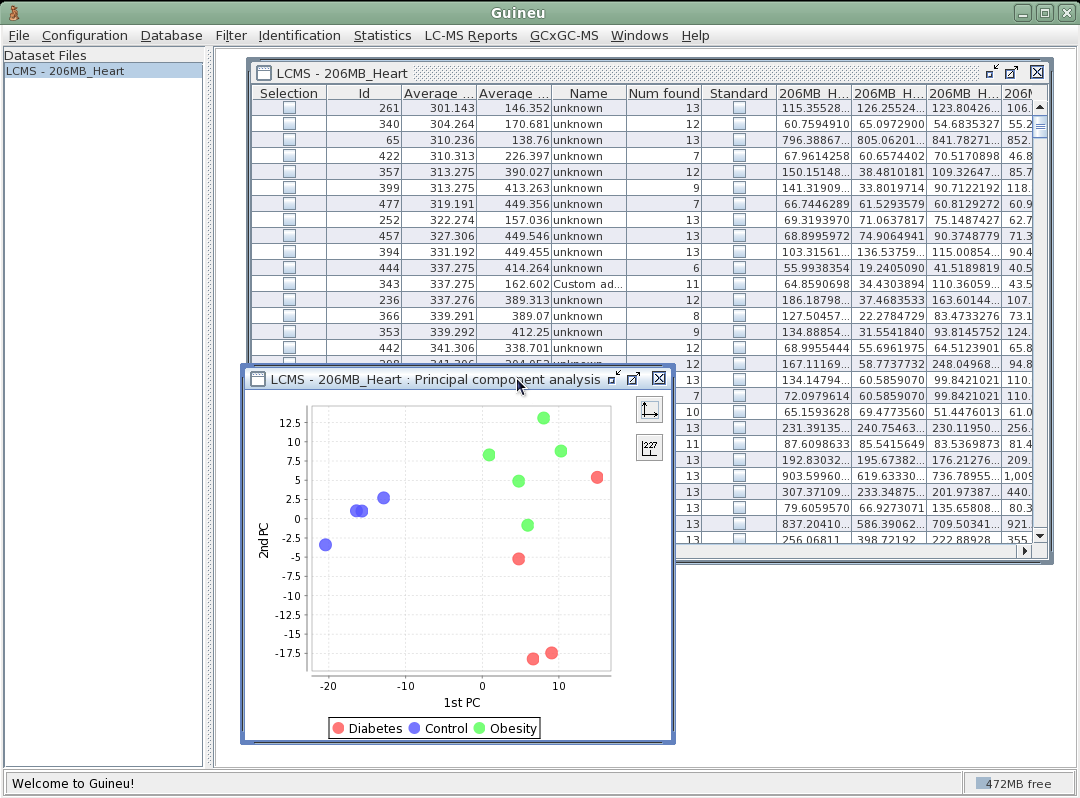 Guineu
File Configuration Database Filter Identification Statistics LC-MS Reports GCxGC-MS Windows Help
Dataset Files
LCMS - 206MB_Heart
LCMS - 206MB_Heart
Selection Id Average ... Average ... Name Num found Standard 206MB_H... 206MB_H... 206MB_H... 206M
261 301.143 146.352 unknown 13 115.35528... 126.25524... 123.80426... 106.
340 304.264 170.681 unknown 12 60.7594910 65.0972900 54.6835327 55.2
65 310.236 138.76 unknown 13 796.38867... 805.06201... 841.78271... 852.
422 310.313 226.397 unknown 7 67.9614258 60.6574402 70.5170898 46.8
357 313.275 390.027 unknown 12 150.15148... 38.4810181 109.32647... 85.7
399 313.275 413.263 unknown 9 141.31909... 33.8019714 90.7122192 118.
477 319.191 449.356 unknown 7 66.7446289 61.5293579 60.8129272 60.9
252 322.274 157.036 unknown 13 69.3193970 71.0637817 75.1487427 62.7
457 327.306 449.546 unknown 13 68.8995972 74.9064941 90.3748779 71.3
394 331.192 449.455 unknown 13 103.31561... 136.53759... 115.00854... 90.4
444 337.275 414.264 unknown 6 55.9938354 19.2405090 41.5189819 40.5
343 337.275 162.602 Custom ad... 11 64.8590698 34.4303894 110.36059... 43.5
236 337.276 389.313 unknown 12 186.18798... 37.4683533 163.60144... 107.
366 339.291 389.07 unknown 8 127.50457... 22.2784729 83.4733276 73.1
353 339.292 412.25 unknown 9 134.88854... 31.5541840 93.8145752 124.
442 341.306 338.701 unknown 12 68.9955444 55.6961975 64.5123901 65.8
12 167.11169... 58.7737732 248.04968... 94.8
13 134.14794... 60.5859070 99.8421021 110.
7 72.0979614 60.5859070 99.8421021 110.
10 65.1593628 69.4773560 51.4476013 61.0
13 231.39135... 240.75463... 230.11950... 256.
11 87.6098633 85.5415649 83.5369873 81.4
13 192.83032... 195.67382... 176.21276... 209.
13 903.59960... 619.63330... 736.78955... 1,009
13 307.37109... 233.34875... 201.97387... 440.
13 79.6059570 66.9273071 135.65808... 80.3
13 837.20410... 586.39062... 709.50341... 921.
13 256.06811 398.72192 222.88928 355
LCMS - 206MB_Heart : Principal component analysis
227
12.5
10
7.5
5
2.5
0
-2.5
-5
-7.5
-10
-12.5
-15
-17.5
2nd PC
-20 -10 0 10
1st PC
Diabetes Control Obesity
Welcome to Guineu!
472MB free